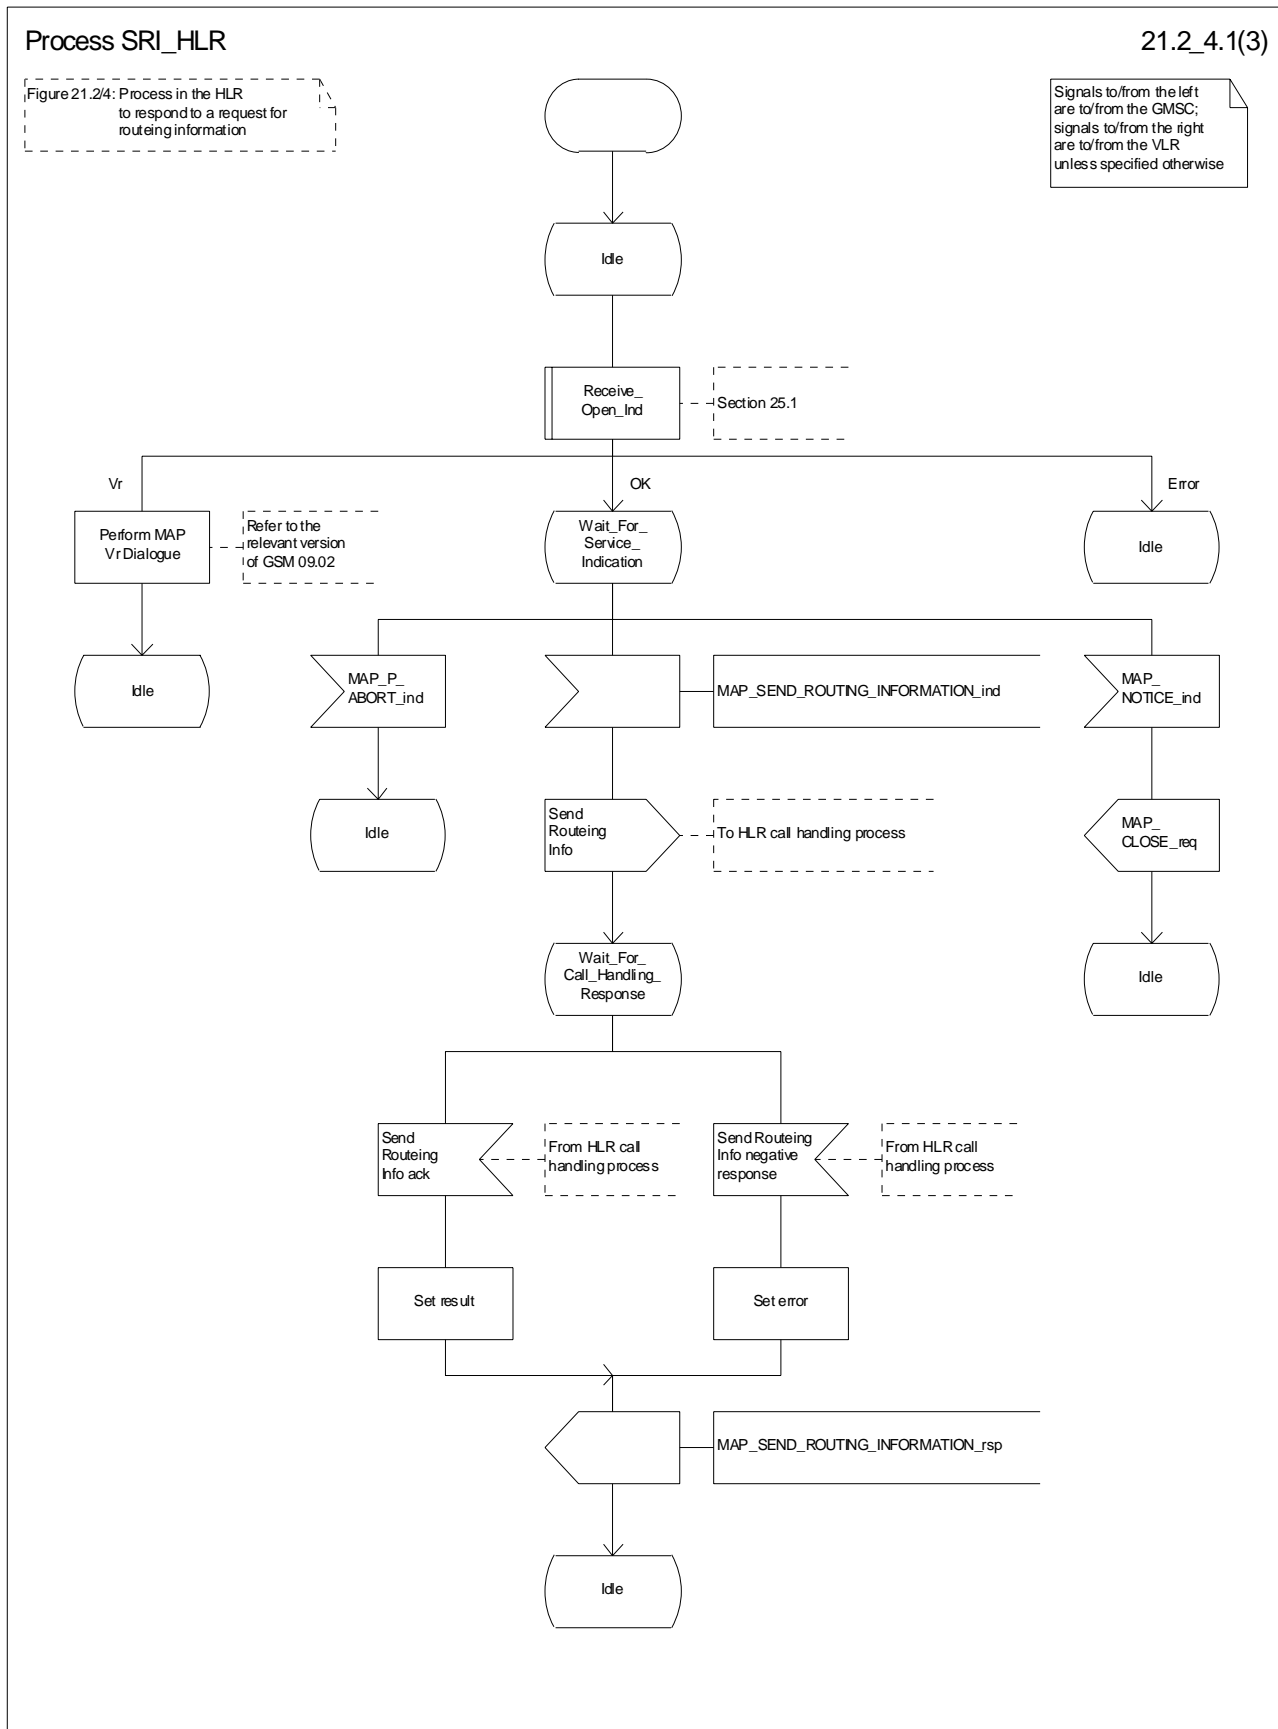 Process SRI_HLR
21.2_4.1(3)
Figure 21.2/4: Process in the HLR
to respond to a request for
routeing information
Signals to/from the left
are to/from the GMSC;
signals to/from the right
are to/from the VLR
unless specified otherwise
Idle
Receive_
Open_Ind
Section 25.1
Vr
OK
Error
Perform MAP
Vr Dialogue
Refer to the
relevant version
of GSM 09.02
Wait_For_
Service_
Indication
Idle
Idle
MAP_P_
ABORT_ind
MAP_SEND_ROUTING_INFORMATION_ind
MAP_
NOTICE_ind
Idle
Send
Routeing
Info
To HLR call handling process
MAP_
CLOSE_req
Wait_For_
Call_Handling_
Response
Idle
Send
Routeing
Info ack
From HLR call
handling process
Send Routeing
Info negative
response
From HLR call
handling process
Set result
Set error
MAP_SEND_ROUTING_INFORMATION_rsp
Idle